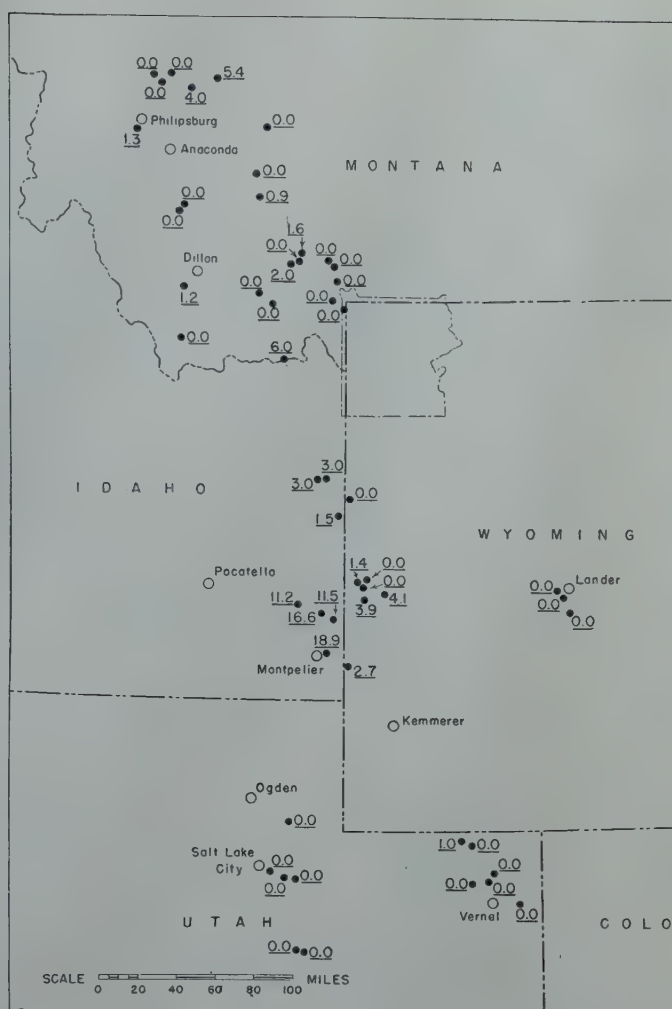 0.0 0.0
5.4
0.0 4.0
Philipsburg
1.3
0.0
Anaconda
MONTANA
0.0
0.0 0.9
0.0
1.6
0.0 0.0
Dillon 2.0 0.0
0.0 0.0
1.2
0.0 0.0
0.0
0.0
6.0
3.0
IDAHO 3.0
0.0
1.5
WYOMING
1.4 0.0
Pocatello 0.0 0.0 Lander
11.2 11.5 4.1 0.0
16.6 3.9 0.0
18.9
Montpelier 2.7
Kemmerer
Ogden
0.0
1.0 0.0
Salt Lake
City 0.0 0.0
0.0 0.0 0.0
0.0
Vernal 0.0
UTAH COLO
0.0 0.0
SCALE MILES
0 20 40 60 80 100